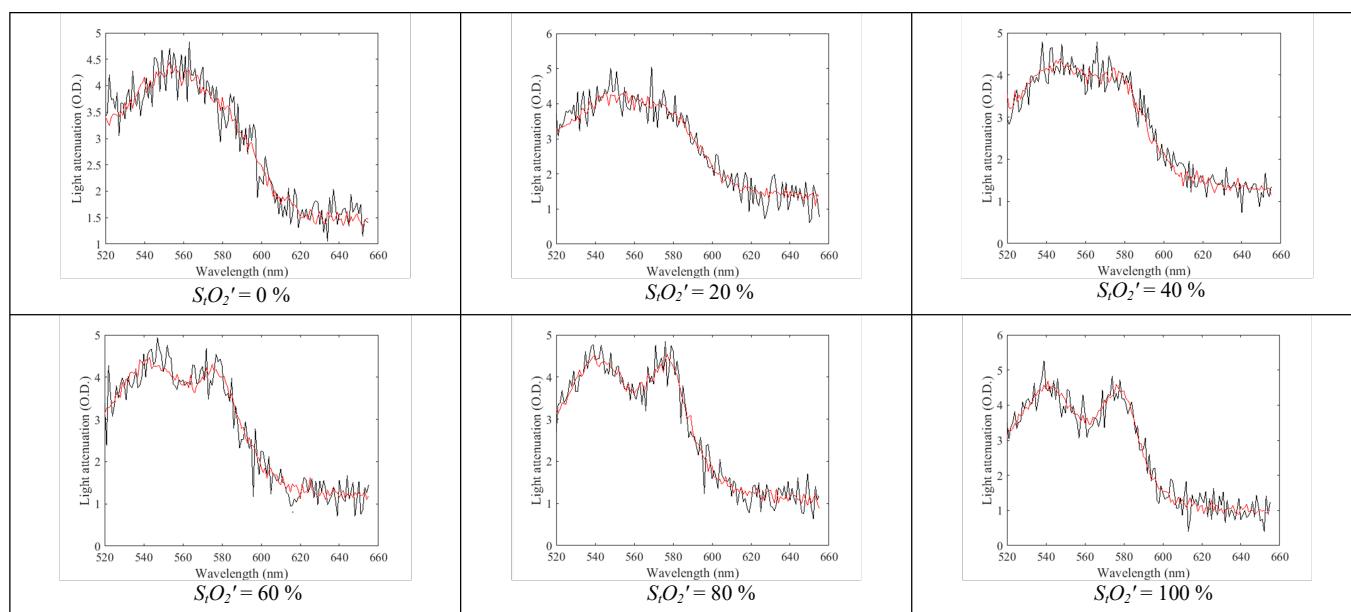 5
4.5
4
3.5
3
2.5
2
1.5
1
Light attenuation (O.D.)
520 540 560 580 600 620 640 660
Wavelength (nm)
StO2' = 0 %
6
4
2
0
Light attenuation (O.D.)
520 540 560 580 600 620 640 660
Wavelength (nm)
StO2' = 20 %
5
4
3
2
1
0
Light attenuation (O.D.)
520 540 560 580 600 620 640 660
Wavelength (nm)
StO2' = 40 %
5
4
3
2
1
0
Light attenuation (O.D.)
520 540 560 580 600 620 640 660
Wavelength (nm)
StO2' = 60 %
5
4
3
2
1
0
Light attenuation (O.D.)
520 540 560 580 600 620 640 660
Wavelength (nm)
StO2' = 80 %
6
5
4
3
2
1
0
Light attenuation (O.D.)
520 540 560 580 600 620 640 660
Wavelength (nm)
StO2' = 100 %